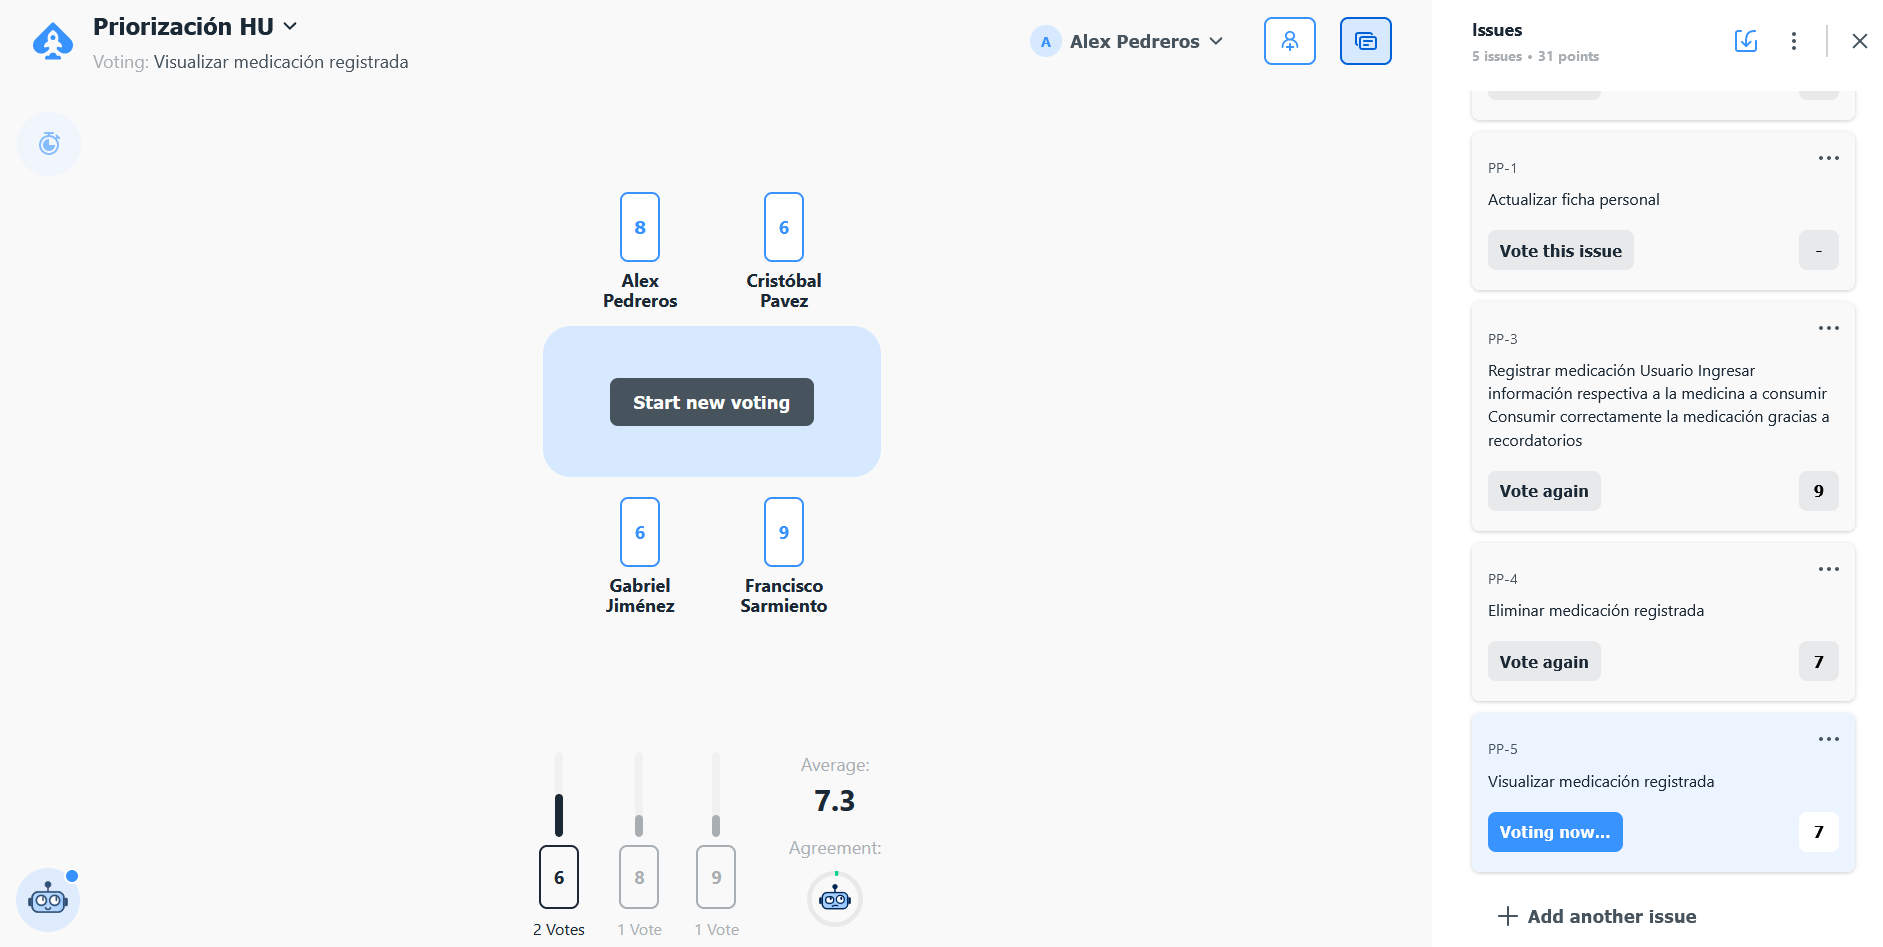 Priorización HU
Voting: Visualizar medicación registrada
A Alex Pedreros
8
6
Alex
Pedreros
Cristóbal
Pavez
Start new voting
6
9
Gabriel
Jiménez
Francisco
Sarmiento
6
8
9
2 Votes
1 Vote
1 Vote
Average:
7.3
Agreement:
Issues
5 issues • 31 points
PP-1
Actualizar ficha personal
Vote this issue
-
PP-3
Registrar medicación Usuario Ingresar
información respectiva a la medicina a consumir
Consumir correctamente la medicación gracias a
recordatorios
Vote again
9
PP-4
Eliminar medicación registrada
Vote again
7
PP-5
Visualizar medicación registrada
Voting now...
7
Add another issue